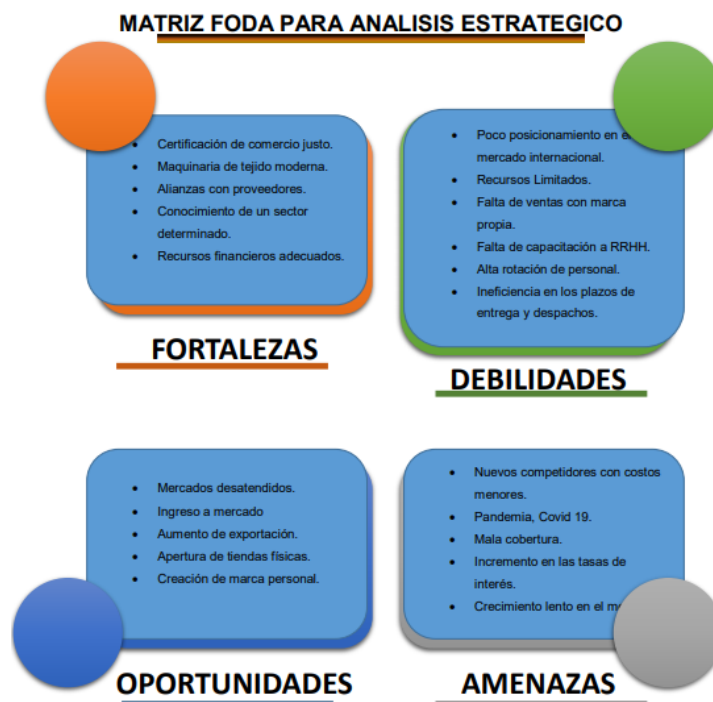 MATRIZ FODA PARA ANALISIS ESTRATEGICO
• Certificación de comercio justo.
• Maquinaria de tejido moderna.
• Alianzas con proveedores.
• Conocimiento de un sector
determinado.
• Recursos financieros adecuados.
FORTALEZAS
• Poco posicionamiento en el
mercado internacional.
• Recursos Limitados.
• Falta de ventas con marca
propia.
• Falta de capacitación a RRHH.
• Alta rotación de personal.
• Ineficiencia en los plazos de
entrega y despachos.
DEBILIDADES
• Mercados desatendidos.
• Ingreso a mercado
• Aumento de exportación.
• Apertura de tiendas físicas.
• Creación de marca personal.
OPORTUNIDADES
• Nuevos competidores con costos
menores.
• Pandemia, Covid 19.
• Mala cobertura.
• Incremento en las tasas de
interés.
• Crecimiento lento en el
AMENAZAS